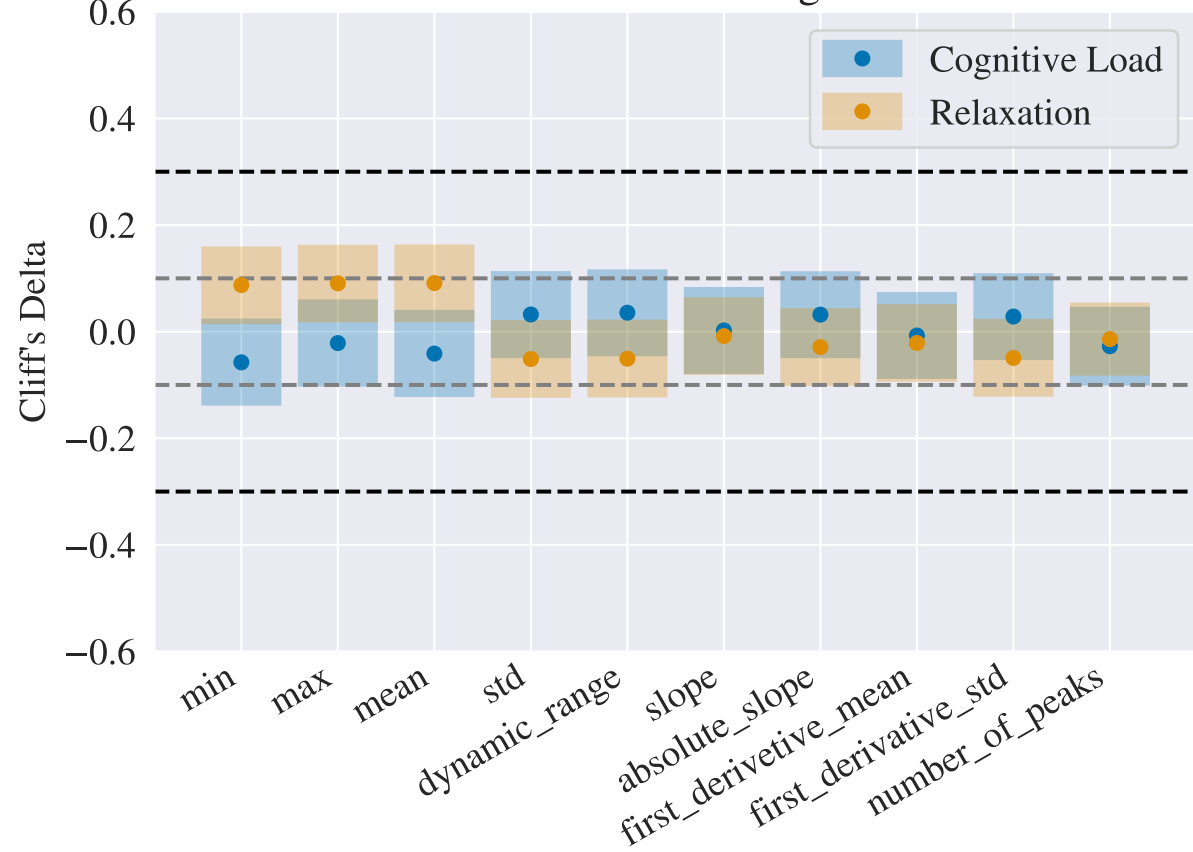 0.6
0.4
0.2
0.0
−0.2
−0.4
−0.6
Cliff's Delta
Cognitive Load
Relaxation
min
max
mean
std
dynamic_range
slope
absolute_slope
first_derivetive_mean
first_derivative_std
number_of_peaks